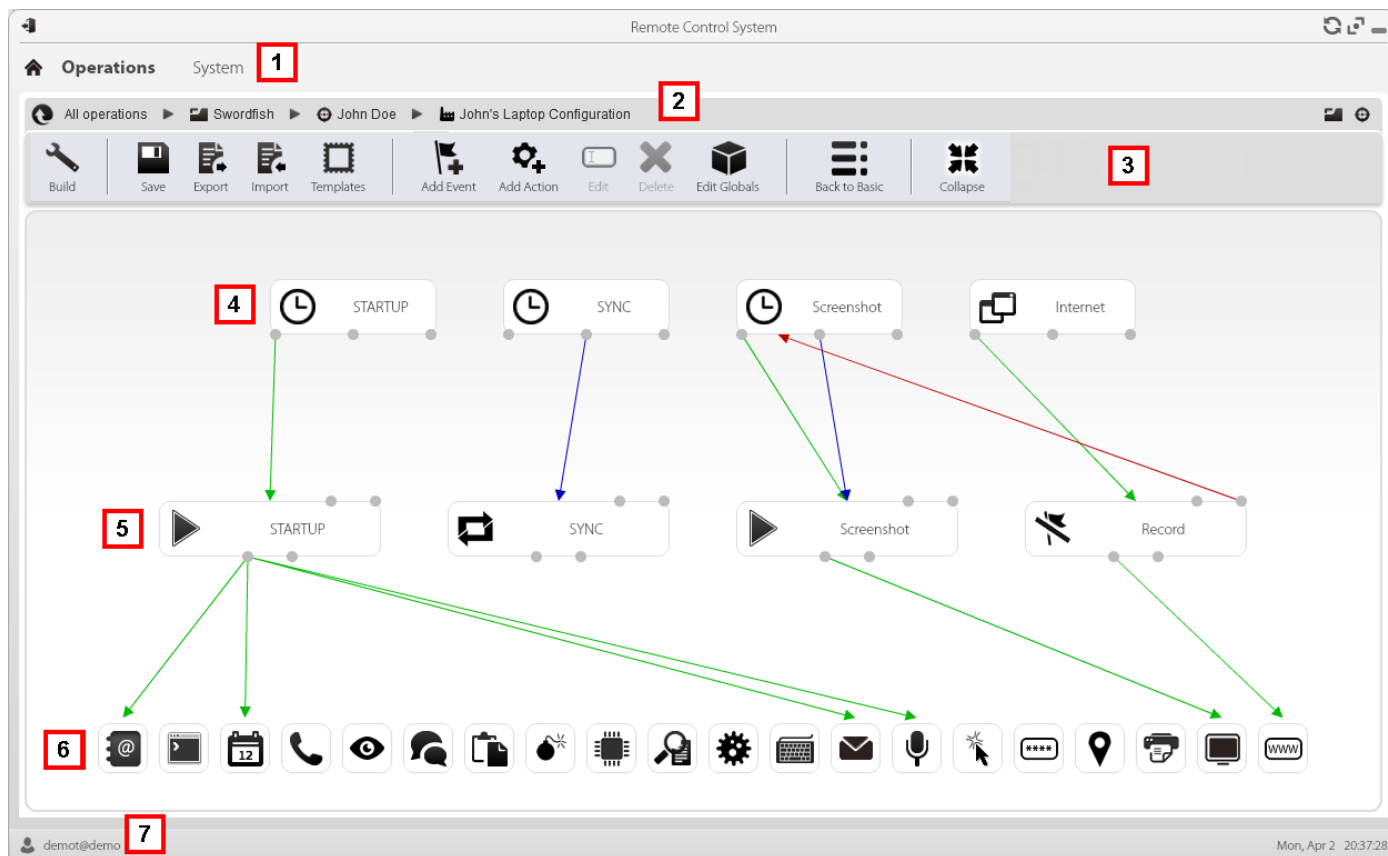 Remote Control System
Operations System 1
All operations Swordfish John Doe John's Laptop Configuration 2
Build Save Export Import Templates Add Event Add Action Edit Delete Edit Globals Back to Basic Collapse 3
4 STARTUP SYNC Screenshot Internet
5 STARTUP SYNC Screenshot Record
6 @ 12 **** WWW
demot@demo 7 Mon, Apr 2 20:37:28